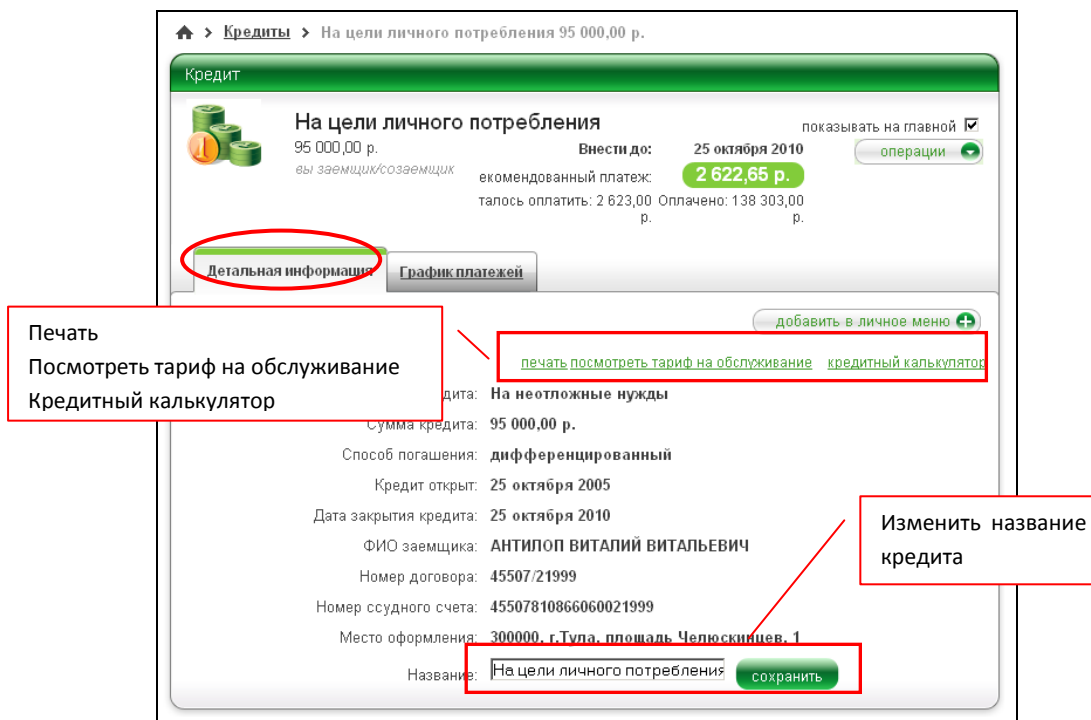 Кредиты > На цели личного потребления 95 000,00 р.
Кредит
На цели личного потребления
показывать на главной
95 000,00 р.
Внести до: 25 октября 2010
операции
вы заемщик/созаемщик
екомендованный платеж: 2 622,65 р.
талось оплатить: 2 623,00 р.
Оплачено: 138 303,00 р.
Детальная информация
График платежей
добавить в личное меню
Печать
Посмотреть тариф на обслуживание
Кредитный калькулятор
печать посмотреть тариф на обслуживание кредитный калькулятор
дита: На неотложные нужды
Сумма кредита: 95 000,00 р.
Способ погашения: дифференцированный
Кредит открыт: 25 октября 2005
Дата закрытия кредита: 25 октября 2010
Изменить название
кредита
ФИО заемщика: АНТИЛОП ВИТАЛИЙ ВИТАЛЬЕВИЧ
Номер договора: 45507/21999
Номер ссудного счета: 45507810866060021999
Место оформления: 300000, г.Тула, площадь Челюскинцев, 1
Название: На цели личного потребления сохранить